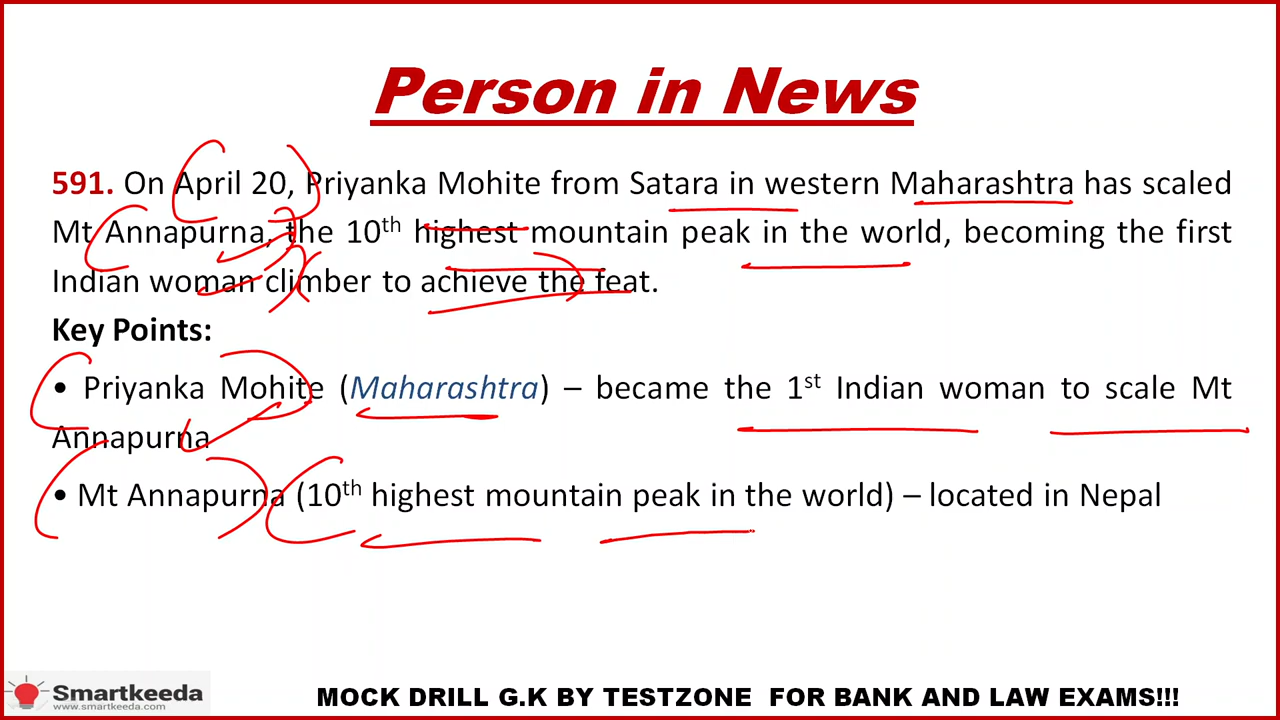 Person in News
591. On April 20, Priyanka Mohite from Satara in western Maharashtra has scaled
Mt Annapurna, the 10th highest mountain peak in the world, becoming the first
Indian woman climber to achieve the feat.
Key Points:
• Priyanka Mohite (Maharashtra) – became the 1st Indian woman to scale Mt
Annapurna
• Mt Annapurna (10th highest mountain peak in the world) – located in Nepal
Smartkeeda
www.smartkeeda.com
MOCK DRILL G.K BY TESTZONE FOR BANK AND LAW EXAMS!!!